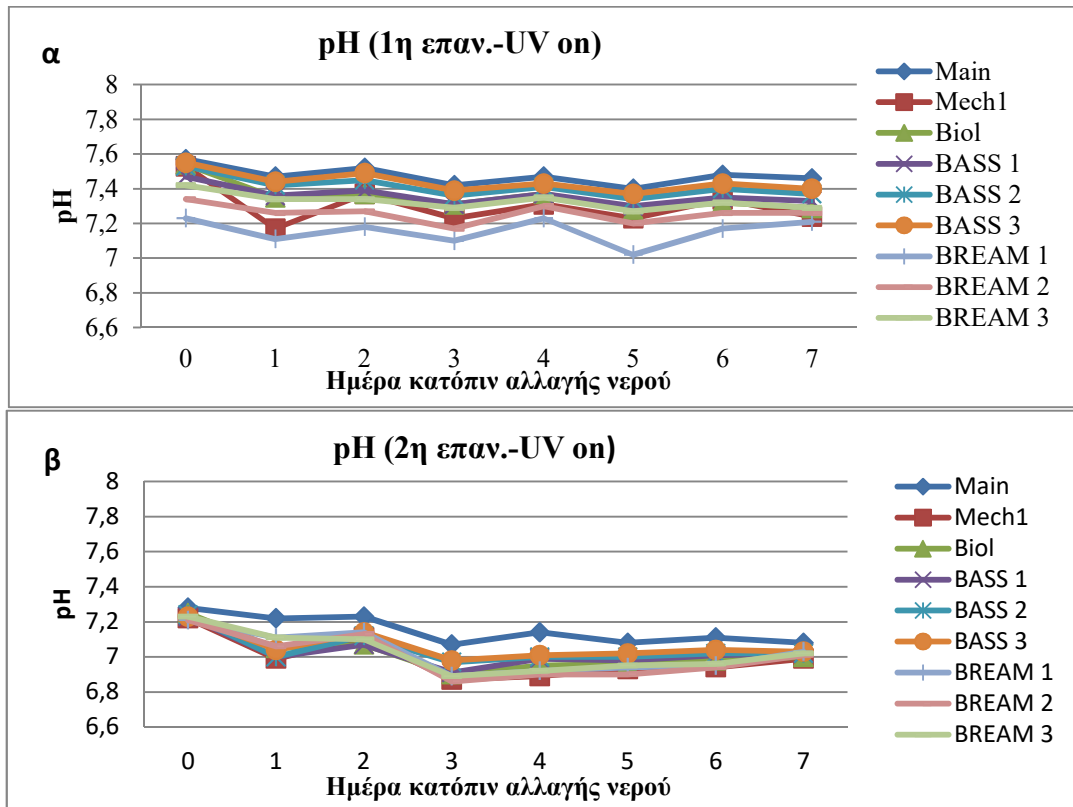 α
pH (1η επαν.-UV on)
8
7,8
7,6
7,4
7,2
7
6,8
6,6
pH
0 1 2 3 4 5 6 7
Ημέρα κατόπιν αλλαγής νερού
Main
Mech1
Biol
BASS 1
BASS 2
BASS 3
BREAM 1
BREAM 2
BREAM 3
β
pH (2η επαν.-UV on)
8
7,8
7,6
7,4
7,2
7
6,8
6,6
pH
0 1 2 3 4 5 6 7
Ημέρα κατόπιν αλλαγής νερού
Main
Mech1
Biol
BASS 1
BASS 2
BASS 3
BREAM 1
BREAM 2
BREAM 3